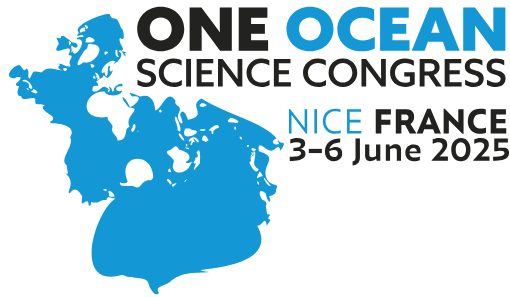 ONE OCEAN
SCIENCE CONGRESS
NICE FRANCE
3-6 June 2025